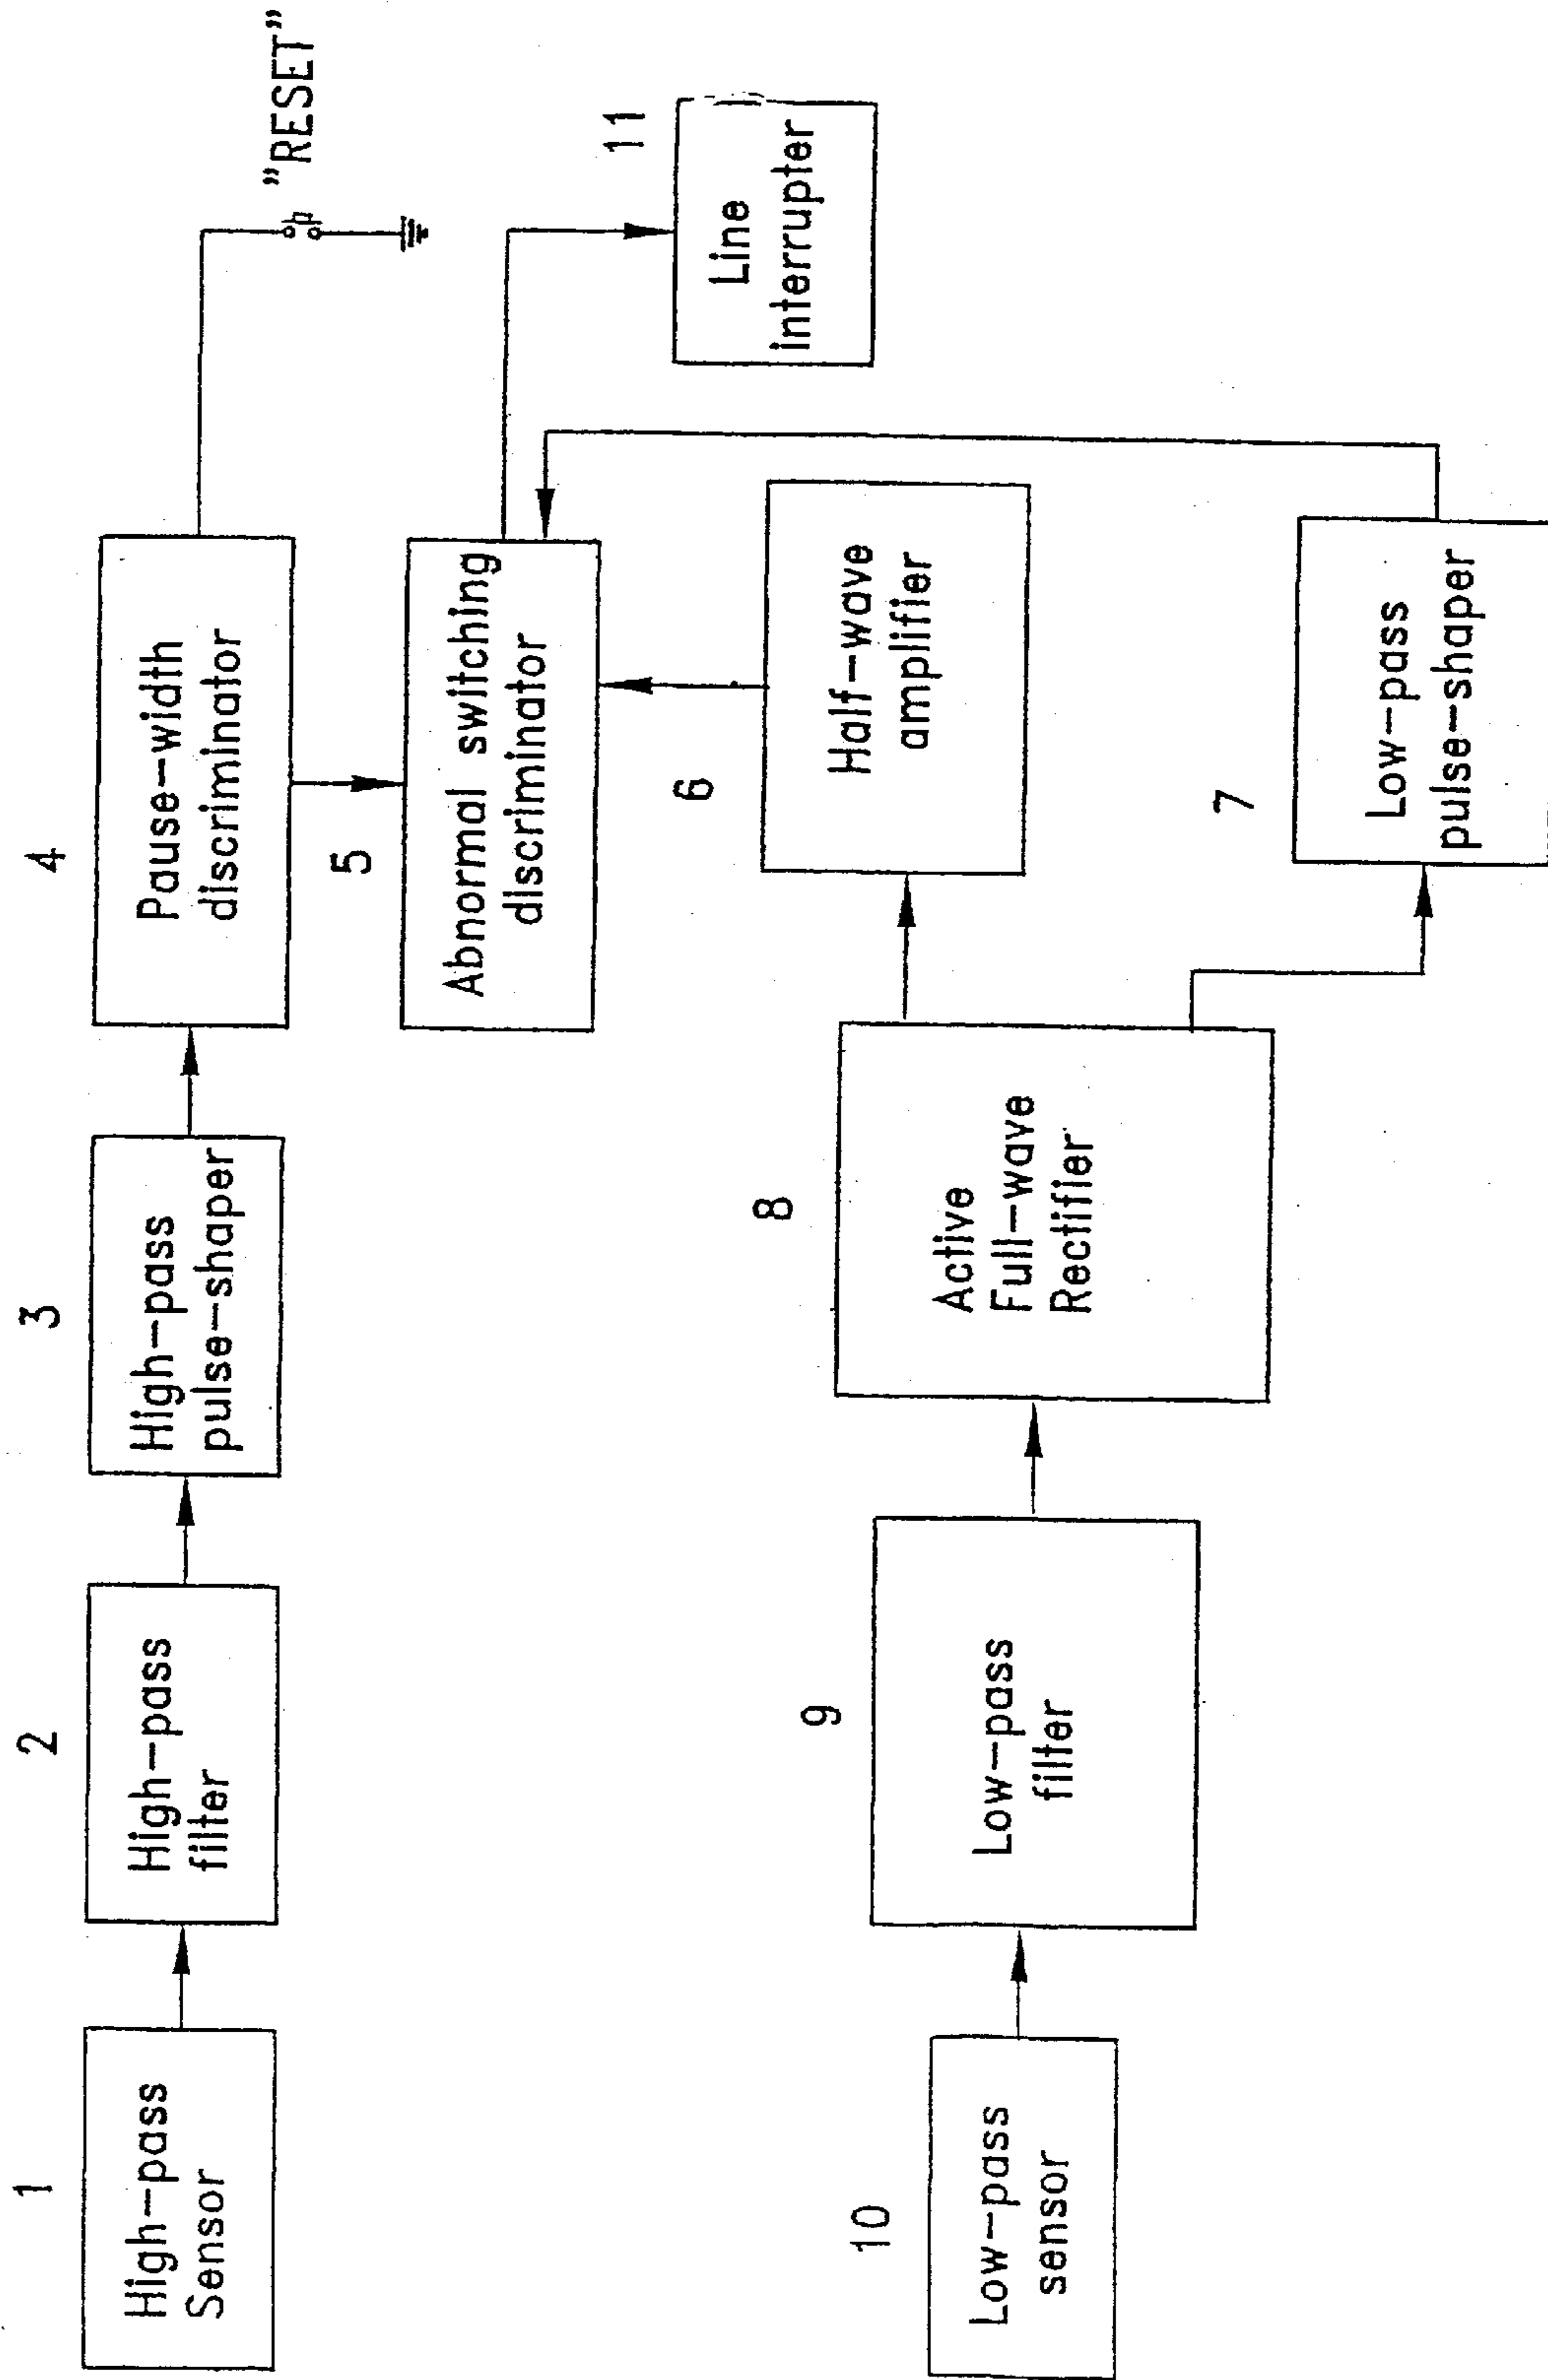 1
High-pass
Sensor
2
High-pass
filter
3
High-pass
pulse-shaper
4
Pause-width
discriminator
"RESET"
5
Abnormal switching
discriminator
11
Line
interrupter
6
Half-wave
amplifier
7
Low-pass
pulse-shaper
8
Active
Full-wave
Rectifier
9
Low-pass
filter
10
Low-pass
sensor